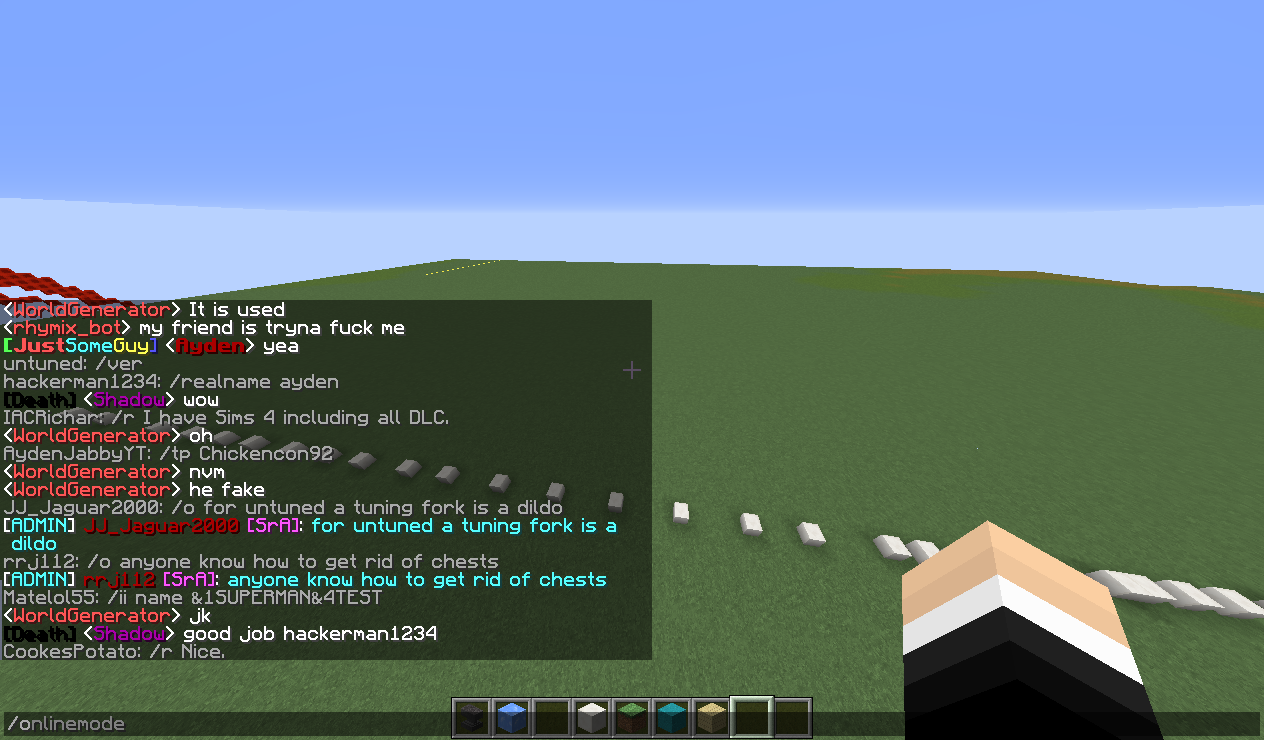 <WorldGenerator> It is used
<rhymix_bot> my friend is tryna fuck me
[JustSomeGuy] <Ayden> yea
untuned: /ver
hackerman1234: /realname ayden
[Death] <Shadow> wow
IACRichar: /r I have Sims 4 including all DLC.
<WorldGenerator> oh
AydenJabbyYT: /tp Chickencon92
<WorldGenerator> nvm
<WorldGenerator> he fake
JJ_Jaguar2000: /o for untuned a tuning fork is a dildo
[ADMIN] JJ_Jaguar2000 [SrA]: for untuned a tuning fork is a
dildo
rrj112: /o anyone know how to get rid of chests
[ADMIN] rrj112 [SrA]: anyone know how to get rid of chests
Matelol55: /ii name &1SUPERMAN&4TEST
<WorldGenerator> jk
[Death] <Shadow> good job hackerman1234
CookesPotato: /r Nice.
/onlinemode